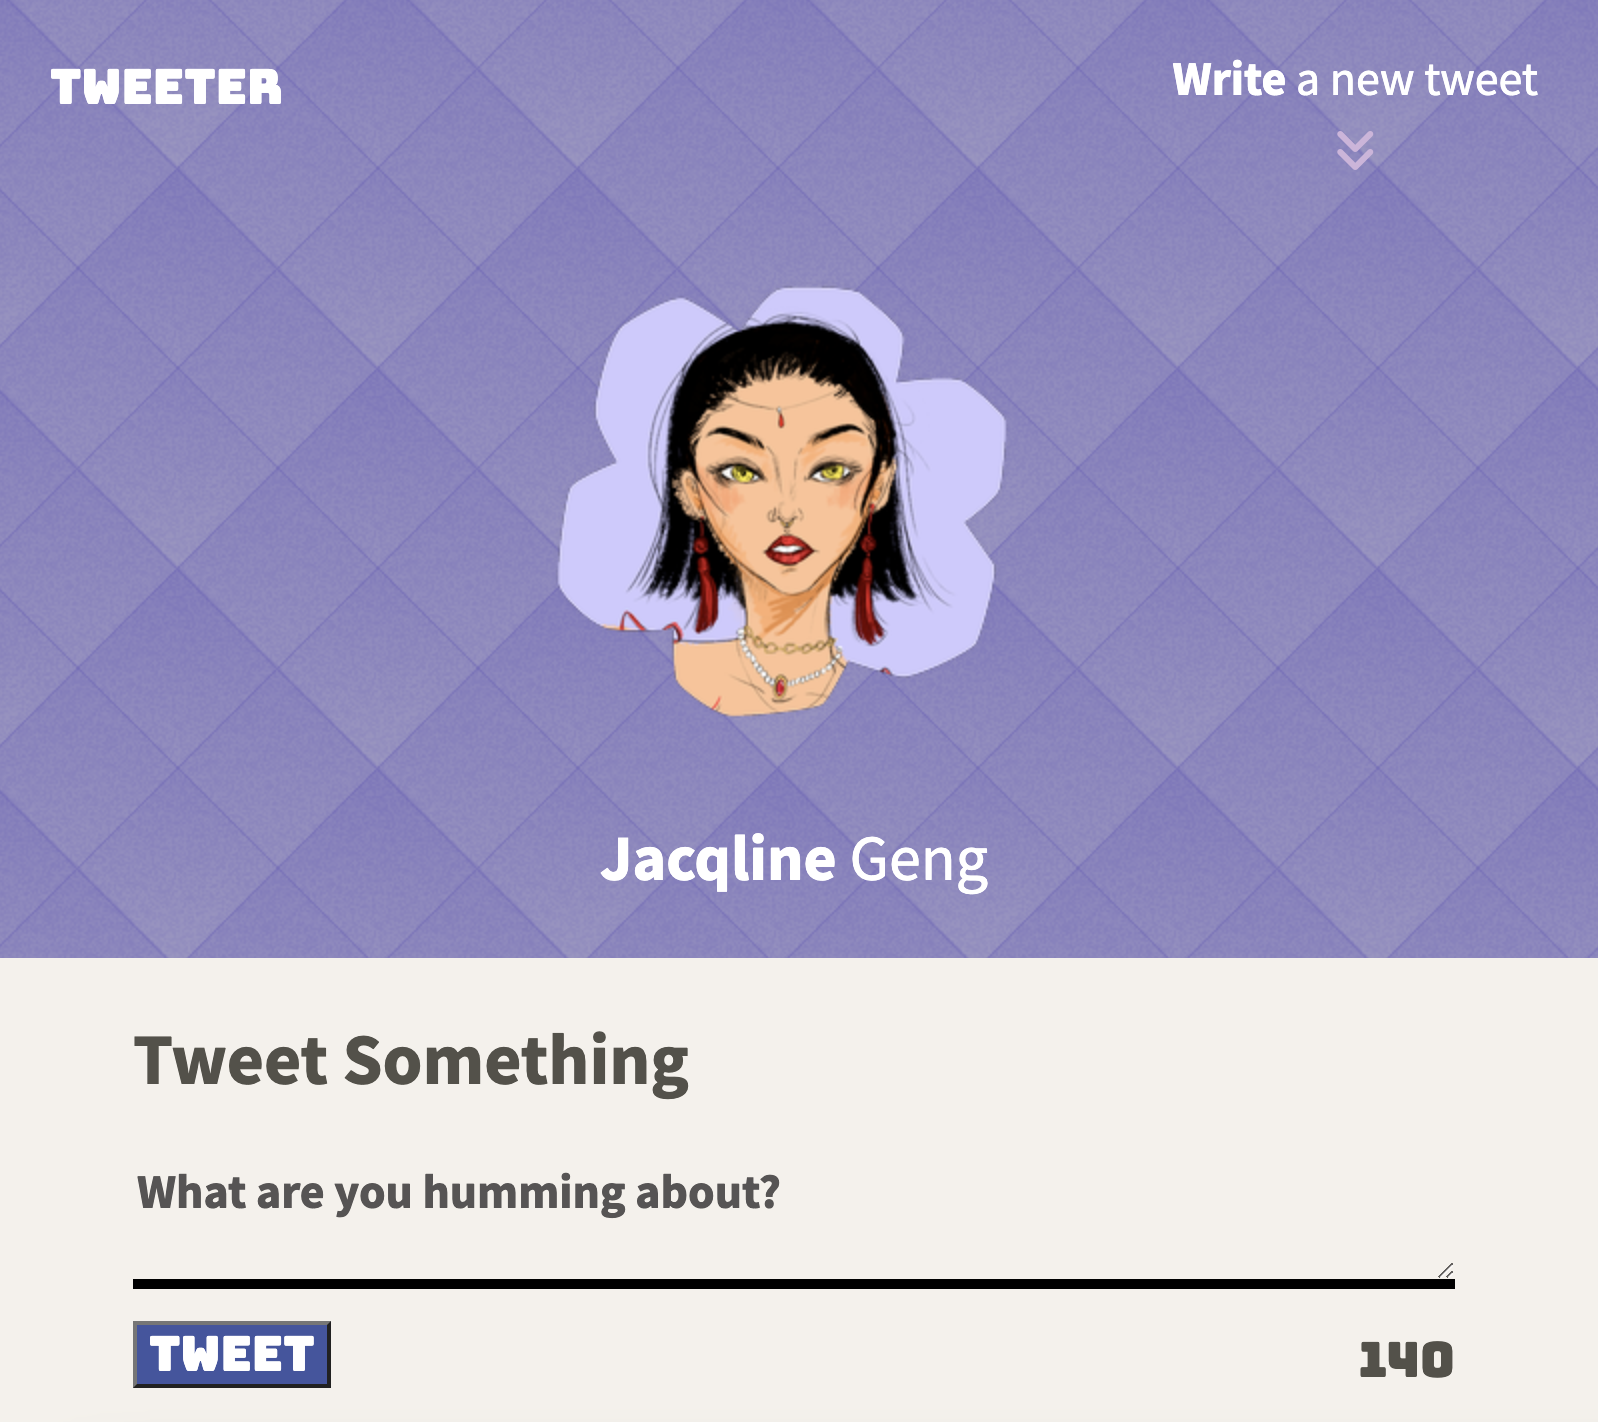 TWEETER
Write a new tweet
Jacqline Geng
Tweet Something
What are you humming about?
TWEET
140